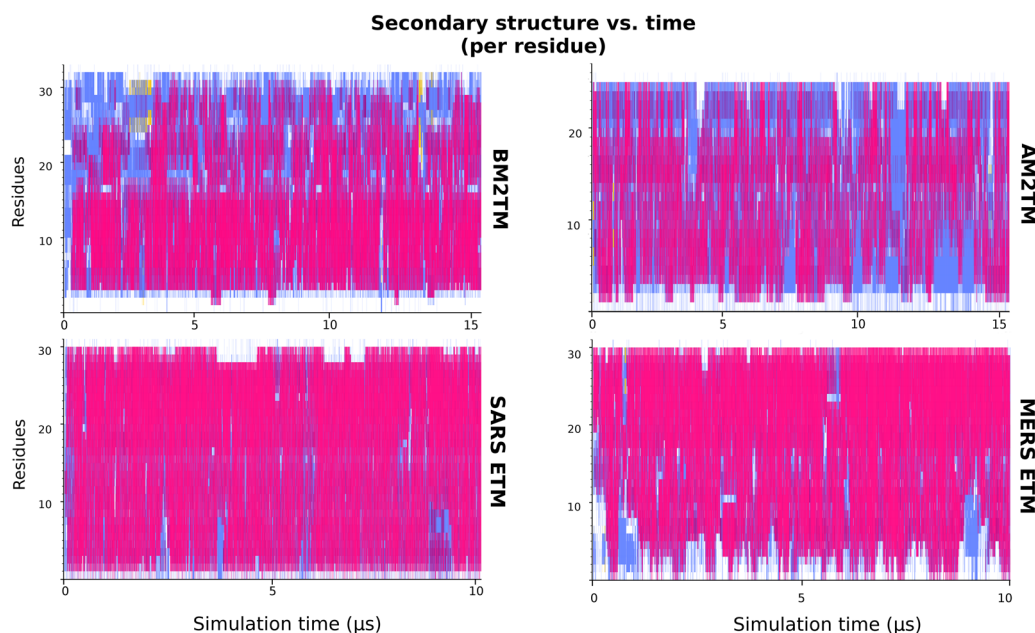 Secondary structure vs. time
(per residue)
Residues
30
20
10
0
5
10
15
BM2TM
20
10
0
5
10
15
AM2TM
Residues
30
20
10
0
5
10
SARS ETM
Simulation time (μs)
30
20
10
0
5
10
MERS ETM
Simulation time (μs)